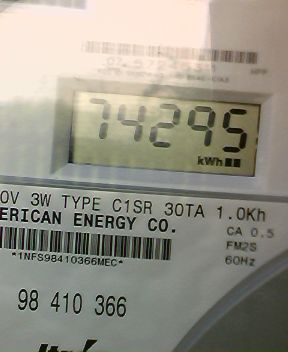 74295
kWh
0V 3W TYPE C1SR 30TA 1.0Kh
ERICAN ENERGY CO.
CA 0.5
FM2S
*1NFS98410366MEC*
60Hz
98 410 366